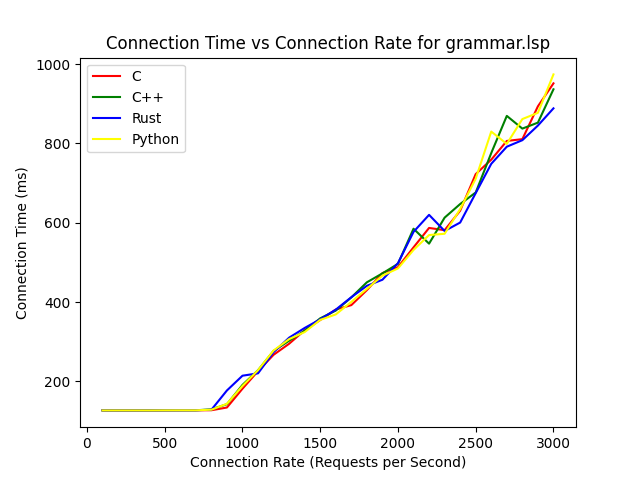 Connection Time vs Connection Rate for grammar.lsp
C
C++
Rust
Python
Connection Time (ms)
1000
800
600
400
200
0
500
1000
1500
2000
2500
3000
Connection Rate (Requests per Second)